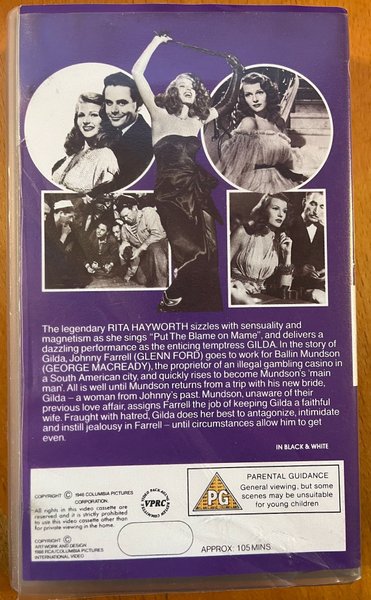 The legendary RITA HAYWORTH sizzles with sensuality and
magnetism as she sings "Put The Blame on Mame", and delivers a
dazzling performance as the enticing temptress GILDA. In the story of
Gilda, Johnny Farrell (GLENN FORD) goes to work for Ballin Mundson
(GEORGE MACREADY), the proprietor of an illegal gambling casino in
a South American city, and quickly rises to become Mundson's 'main
man'. All is well until Mundson returns from a trip with his new bride,
Gilda – a woman from Johnny's past. Mundson, unaware of their
previous love affair, assigns Farrell the job of keeping Gilda a faithful
wife. Fraught with hatred, Gilda does her best to antagonize, intimidate
and instill jealousy in Farrell – until circumstances allow him to get
even.
IN BLACK & WHITE
COPYRIGHT © 1946 COLUMBIA PICTURES
CORPORATION.
All rights in this video cassette are
reserved and it is strictly prohibited
to use this video cassette other than
for private viewing in the home.
COPYRIGHT ©
ARTWORK AND DESIGN
1988 RCA/COLUMBIA PICTURES
INTERNATIONAL VIDEO
VPRC
PG
PARENTAL GUIDANCE
General viewing, but some
scenes may be unsuitable
for young children
APPROX: 105 MINS